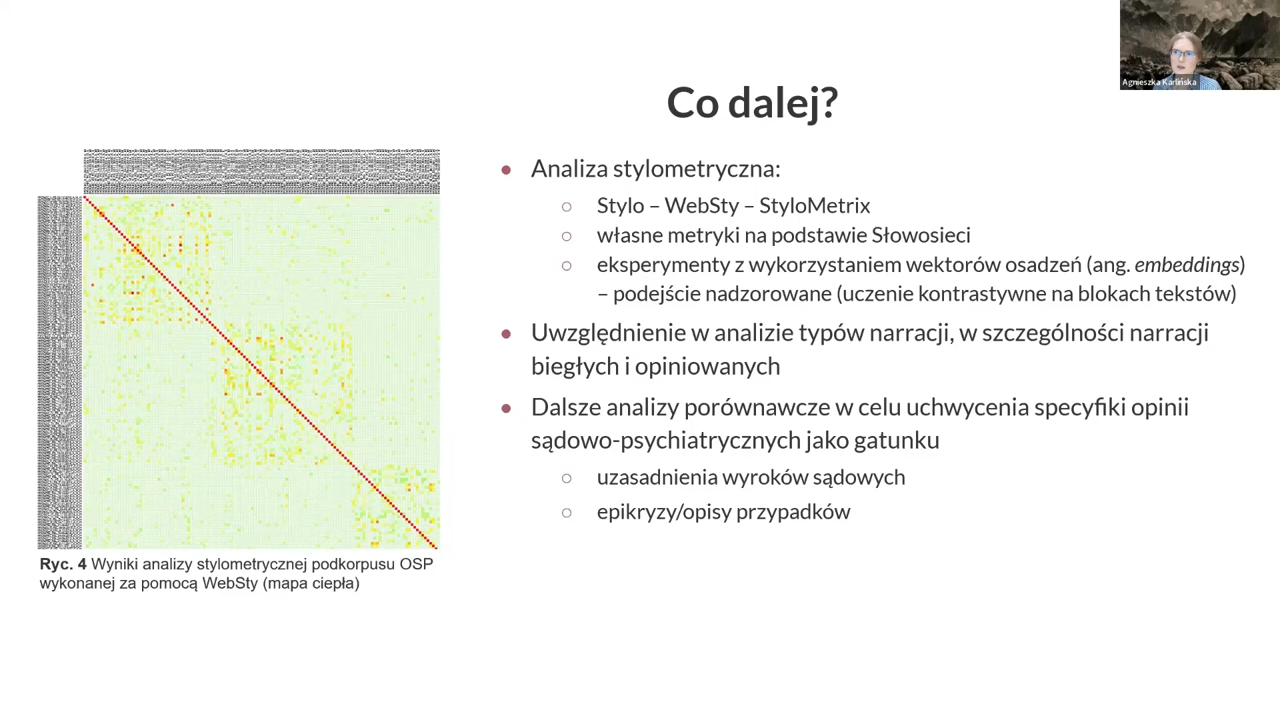 Agnieszka Karlińska
Co dalej?
● Analiza stylometryczna:
○ Stylo – WebSty – StyloMetrix
○ własne metryki na podstawie Słowosieci
○ eksperymenty z wykorzystaniem wektorów osadzeń (ang. embeddings)
– podejście nadzorowane (uczenie kontrastywne na blokach tekstów)
● Uwzględnienie w analizie typów narracji, w szczególności narracji
biegłych i opiniowanych
● Dalsze analizy porównawcze w celu uchwycenia specyfiki opinii
sądowo-psychiatrycznych jako gatunku
○ uzasadnienia wyroków sądowych
○ epikryzy/opisy przypadków
Ryc. 4 Wyniki analizy stylometrycznej podkorpusu OSP
wykonanej za pomocą WebSty (mapa ciepła)